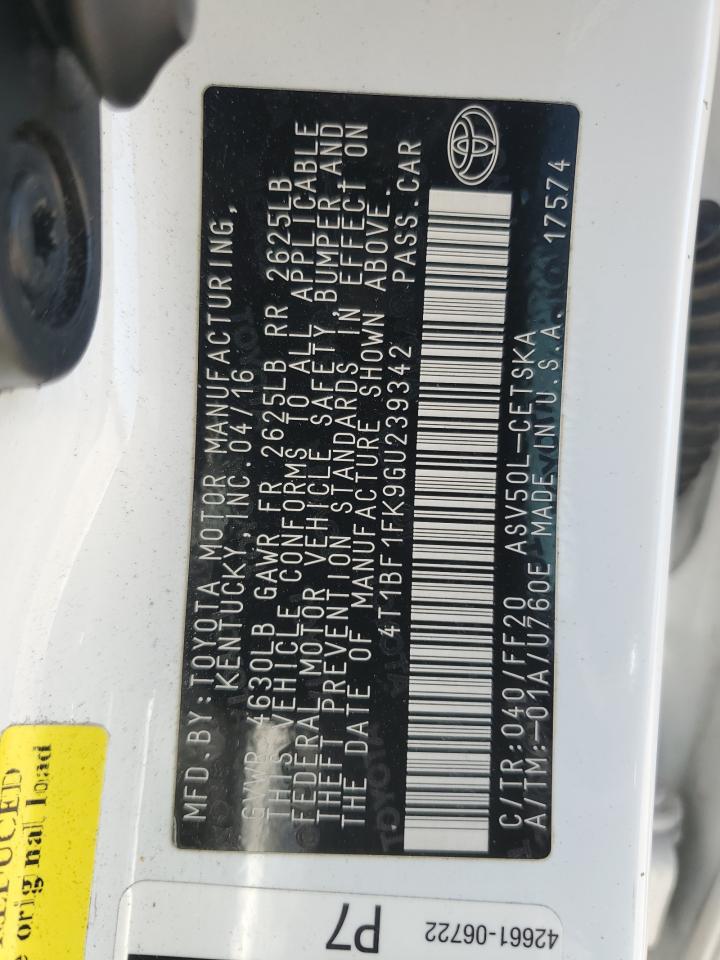 MFD.BY:TOYOTA MOTOR MANUFACTURING,
KENTUCKY, INC. 04/16
GVWR 4630LB GAWR FR 2625LB RR 2625LB
THIS VEHICLE CONFORMS TO ALL APPLICABLE
FEDERAL MOTOR VEHICLE SAFETY, BUMPER, AND
THEFT PREVENTION STANDARDS IN EFFECT ON
THE DATE OF MANUFACTURE SHOWN ABOVE.
4T1BF1FK9GU239342 PASS.CAR
C/TR:040/FF20 ASV50L-CETSKA
A/TM:-01A/U760E MADE IN U.S.A. 17574
original load
P7
42661-06722